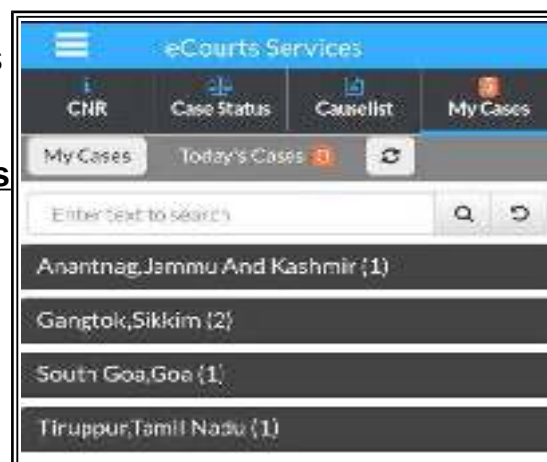 s
s
eCourts Services
CNR
Case Status
Causelist
My Cases
My Cases
Today's Cases 0
Enter text to search
Anantnag,Jammu And Kashmir (1)
Gangtok,Sikkim (2)
South Goa,Goa (1)
Tiruppur,Tamil Nadu (1)